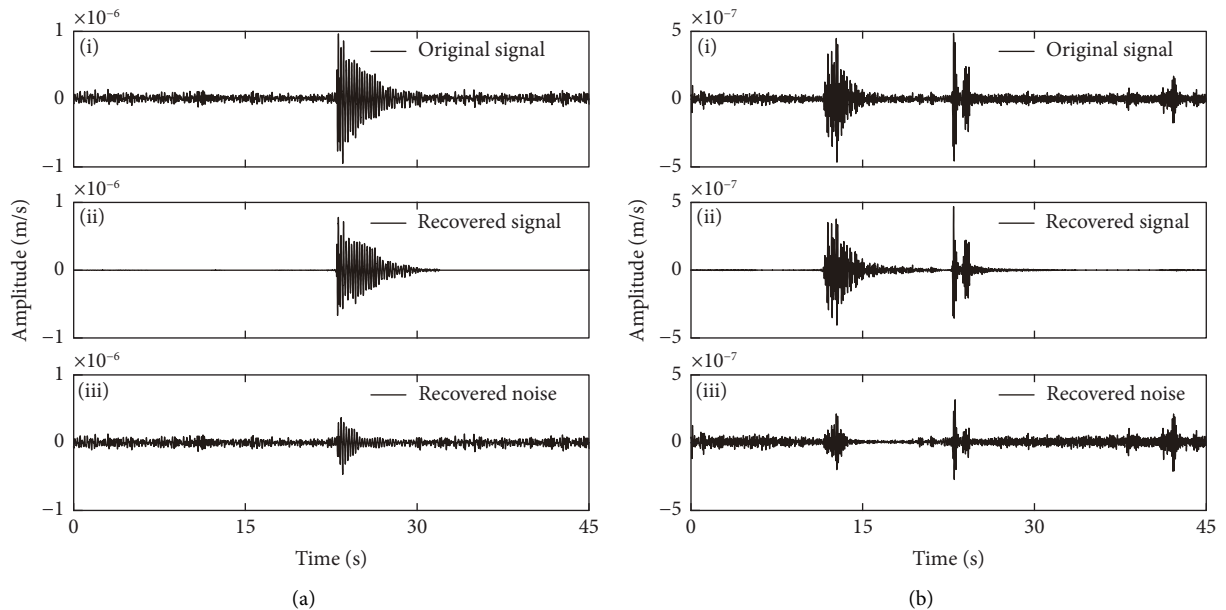 ×10⁻⁶
1
(i)
Original signal
0
−1
×10⁻⁶
1
(ii)
Recovered signal
0
−1
×10⁻⁶
1
(iii)
Recovered noise
0
−1
0 15 30 45
Amplitude (m/s)
Time (s)
(a)
×10⁻⁷
5
(i)
Original signal
0
−5
×10⁻⁷
5
(ii)
Recovered signal
0
−5
×10⁻⁷
5
(iii)
Recovered noise
0
−5
0 15 30 45
Amplitude (m/s)
Time (s)
(b)